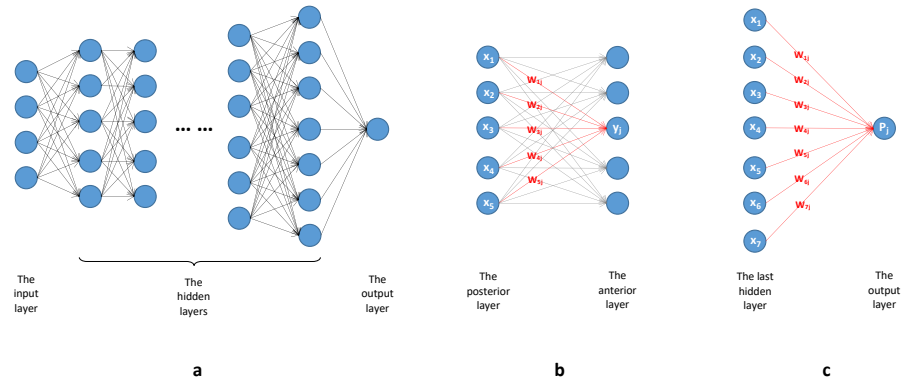 ... ...
The
input
layer
The
hidden
layers
The
output
layer
a
x1
x2
x3
x4
x5
W1j
W2j
W3j
W4j
W5j
yj
The
posterior
layer
The
anterior
layer
b
x1
x2
x3
x4
x5
x6
x7
W1j
W2j
W3j
W4j
W5j
W6j
W7j
Pj
The last
hidden
layer
The
output
layer
c